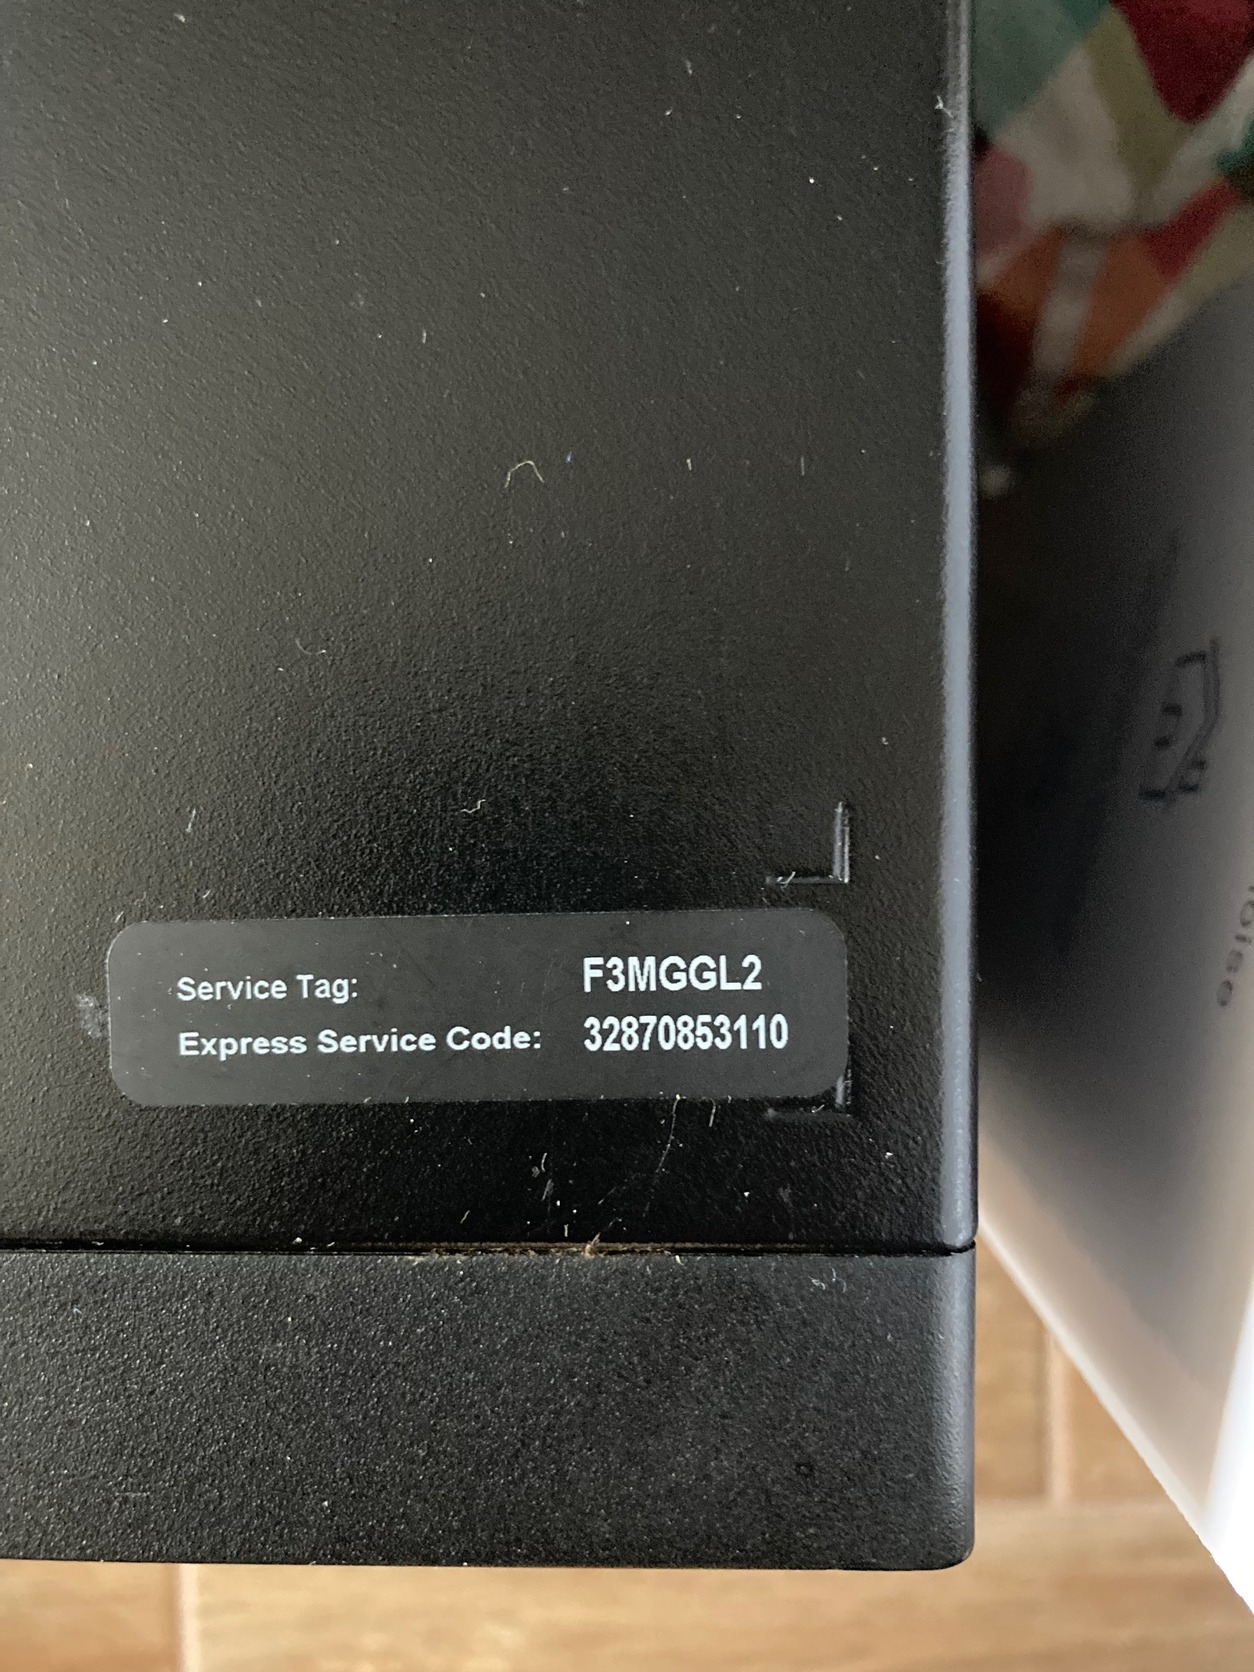 Service Tag: F3MGGL2
Express Service Code: 32870853110